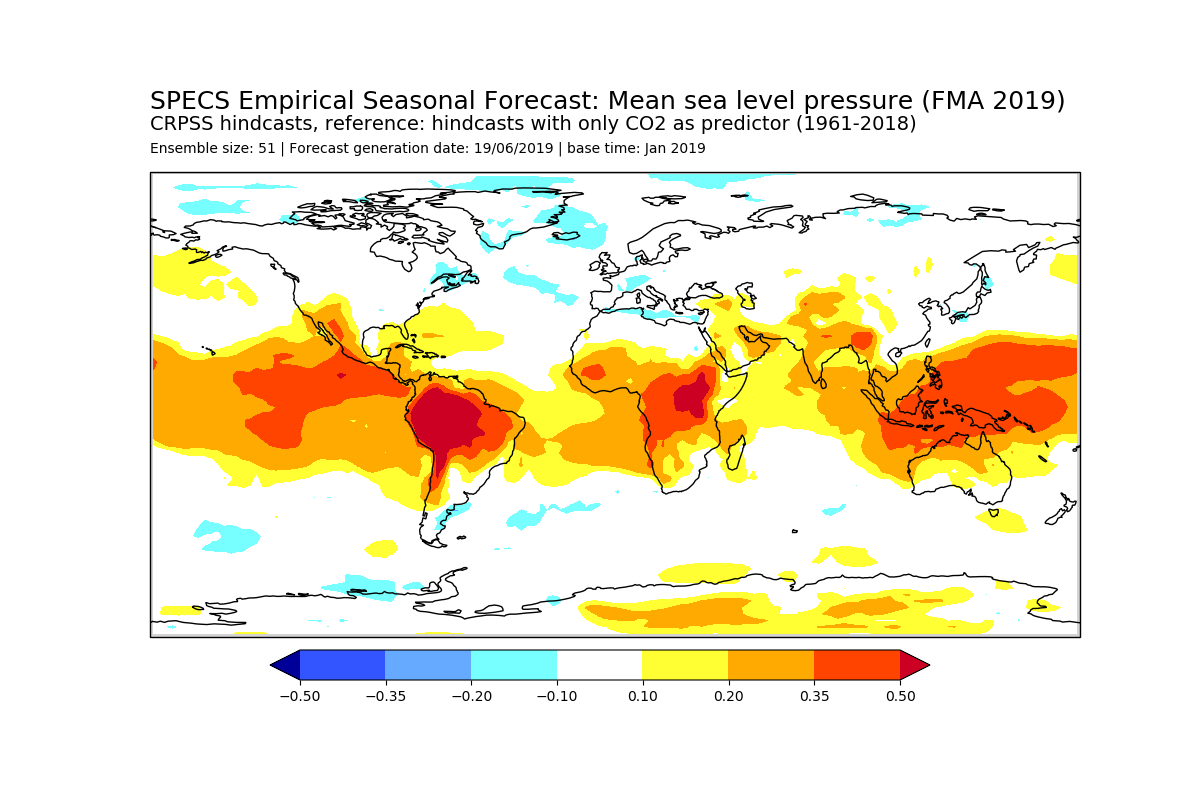 SPECS Empirical Seasonal Forecast: Mean sea level pressure (FMA 2019)
CRPSS hindcasts, reference: hindcasts with only CO2 as predictor (1961-2018)
Ensemble size: 51 | Forecast generation date: 19/06/2019 | base time: Jan 2019
−0.50 −0.35 −0.20 −0.10 0.10 0.20 0.35 0.50